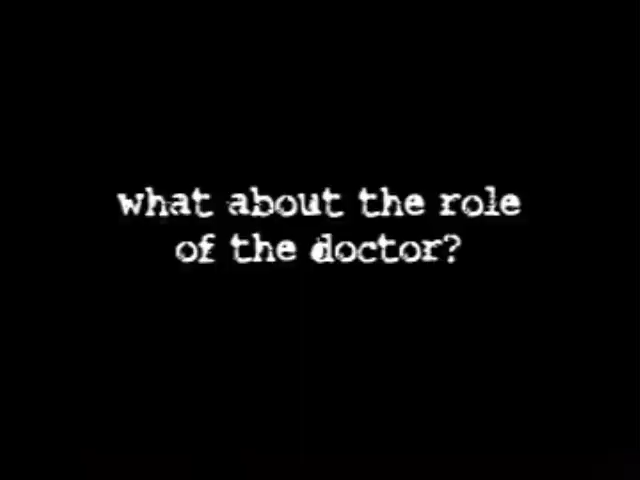 what about the role
of the doctor?